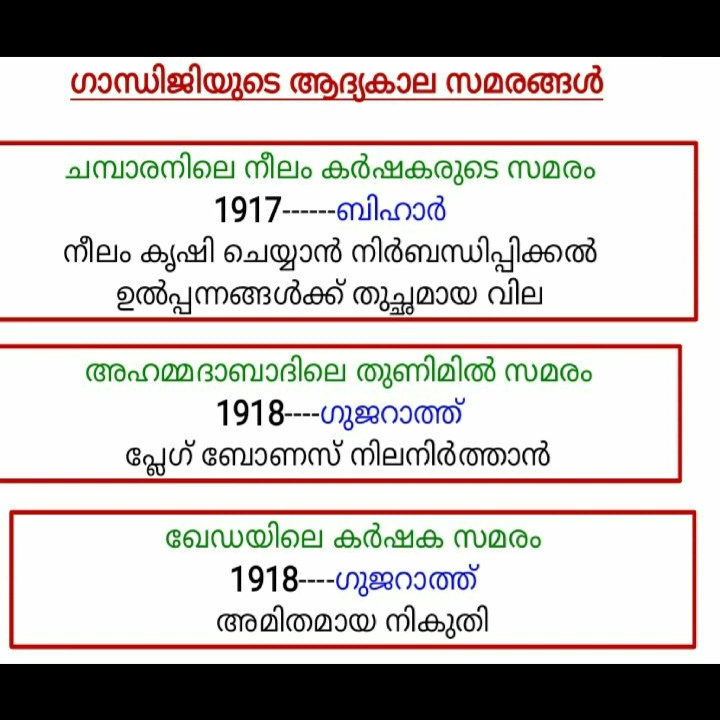 ഗാന്ധിജിയുടെ ആദ്യകാല സമരങ്ങൾ
ചമ്പാരനിലെ നീലം കർഷകരുടെ സമരം
1917------ബിഹാർ
നീലം കൃഷി ചെയ്യാൻ നിർബന്ധിപ്പിക്കൽ
ഉൽപ്പന്നങ്ങൾക്ക് തുച്ഛമായ വില
അഹമ്മദാബാദിലെ തുണിമിൽ സമരം
1918----ഗുജറാത്ത്
പ്ലേഗ് ബോണസ് നിലനിർത്താൻ
ഖേഡയിലെ കർഷക സമരം
1918----ഗുജറാത്ത്
അമിതമായ നികുതി